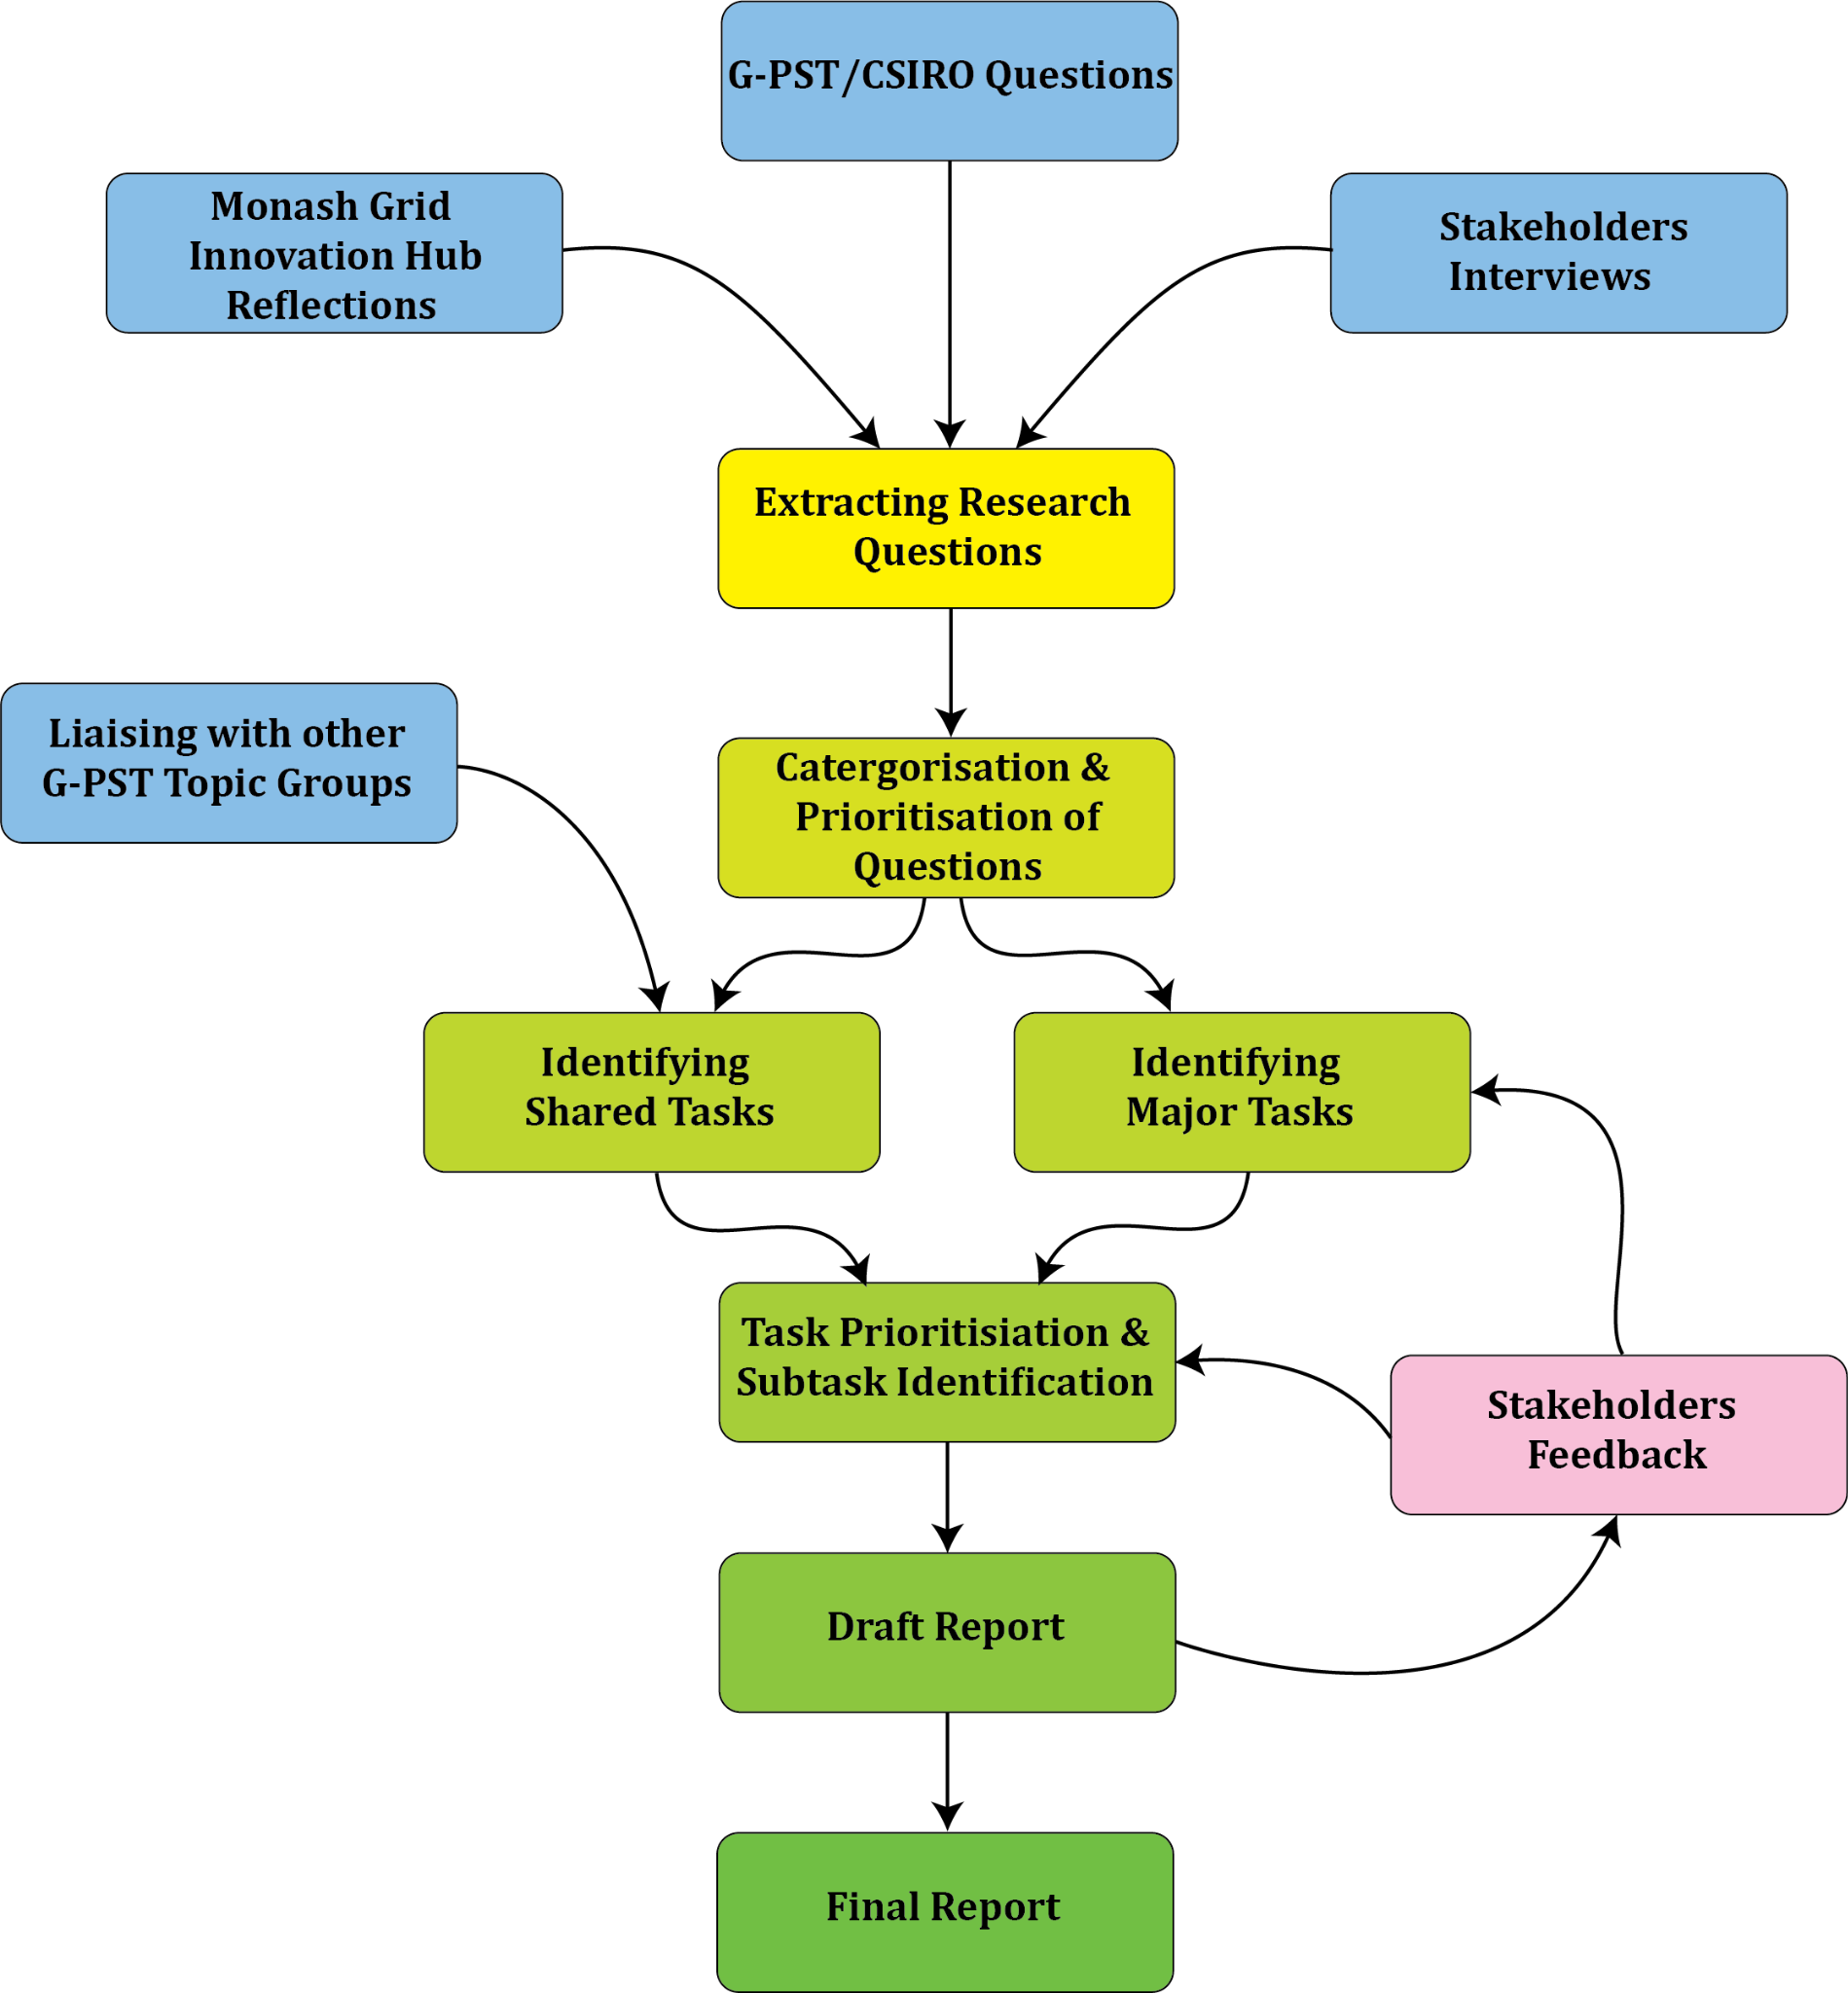 G-PST/CSIRO Questions
Monash Grid
Innovation Hub
Reflections
Stakeholders
Interviews
Extracting Research
Questions
Liaising with other
G-PST Topic Groups
Catergorisation &
Prioritisation of
Questions
Identifying
Shared Tasks
Identifying
Major Tasks
Task Prioritisiation &
Subtask Identification
Stakeholders
Feedback
Draft Report
Final Report